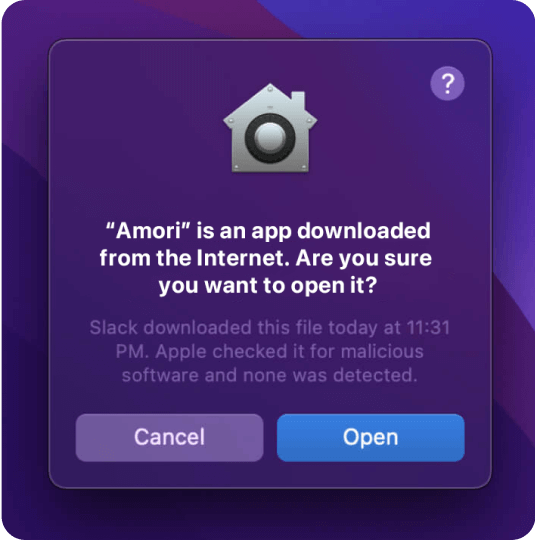 ?
“Amori” is an app downloaded
from the Internet. Are you sure
you want to open it?
Slack downloaded this file today at 11:31
PM. Apple checked it for malicious
software and none was detected.
Cancel
Open